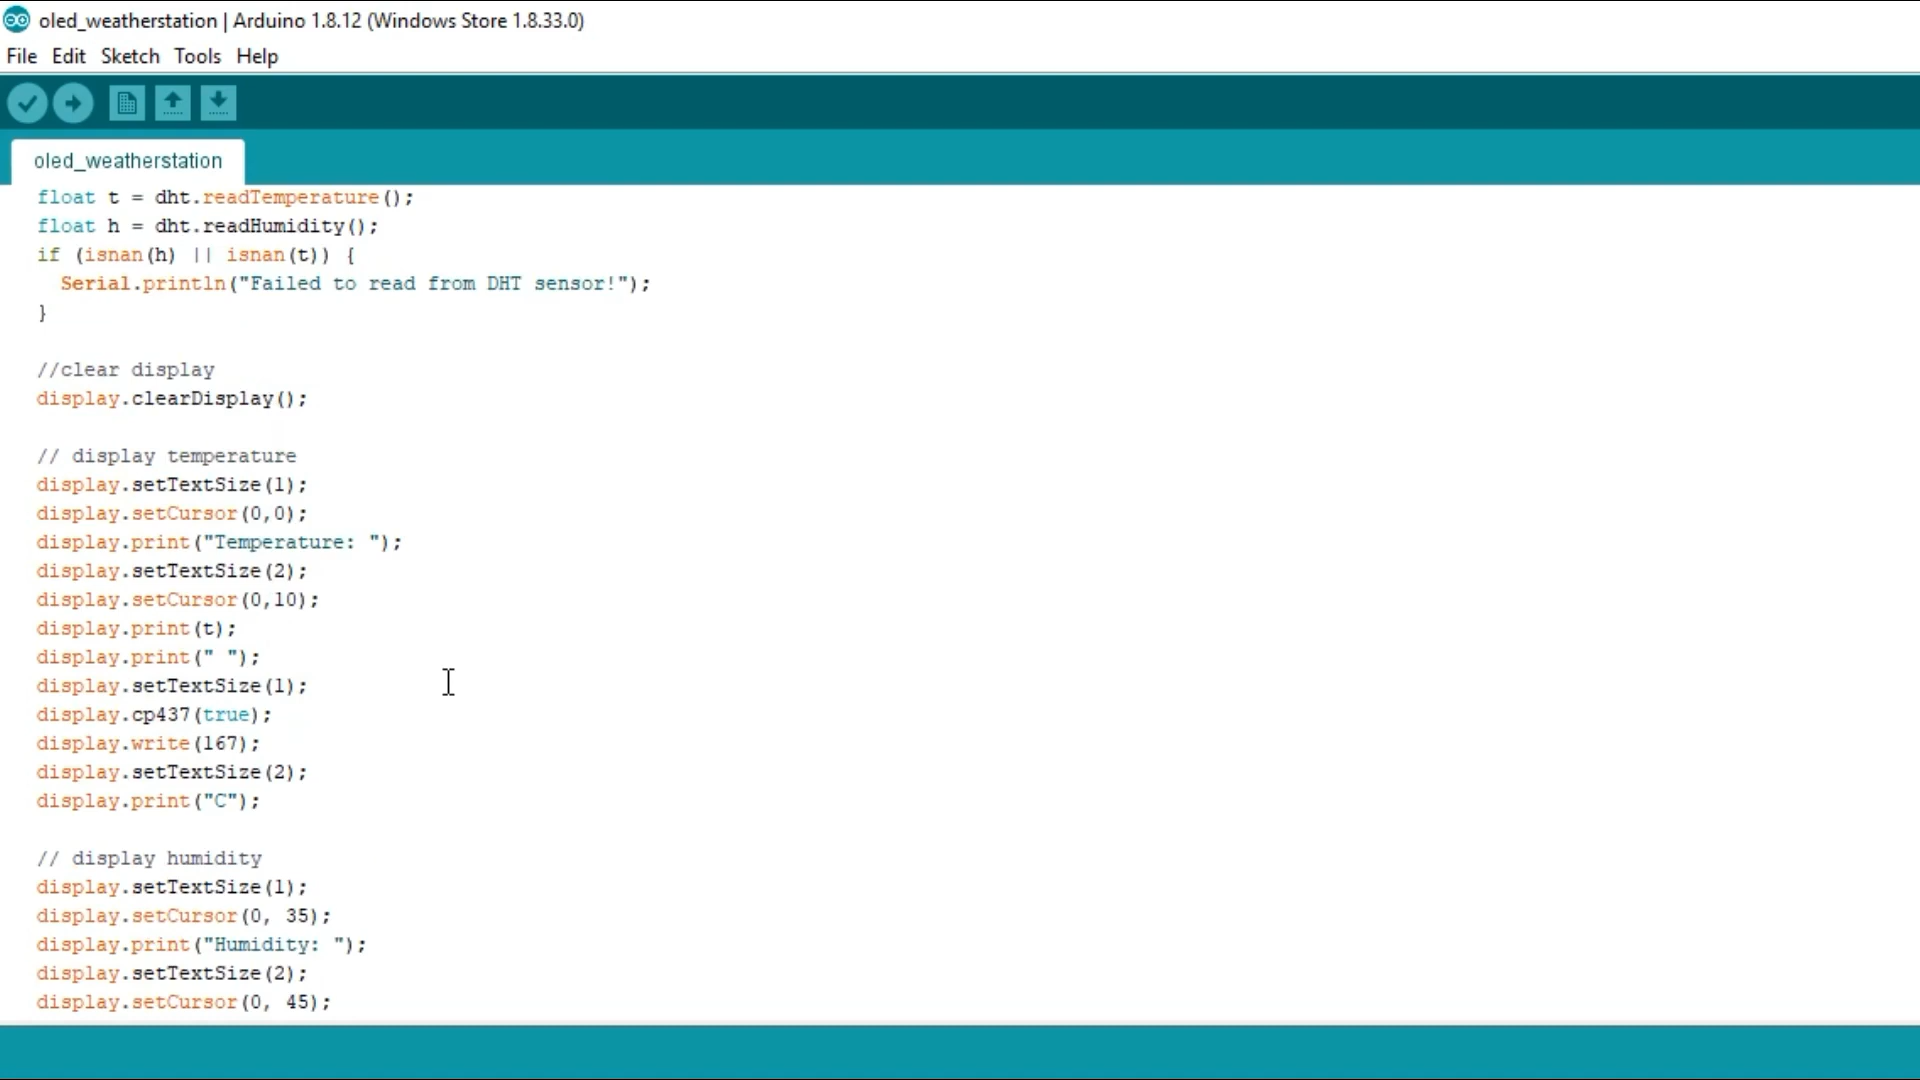 oled_weatherstation | Arduino 1.8.12 (Windows Store 1.8.33.0)
File Edit Sketch Tools Help
oled_weatherstation
float t = dht.readTemperature();
float h = dht.readHumidity();
if (isnan(h) || isnan(t)) {
  Serial.println("Failed to read from DHT sensor!");
}
//clear display
display.clearDisplay();
// display temperature
display.setTextSize(1);
display.setCursor(0,0);
display.print("Temperature: ");
display.setTextSize(2);
display.setCursor(0,10);
display.print(t);
display.print(" ");
display.setTextSize(1);
display.cp437(true);
display.write(167);
display.setTextSize(2);
display.print("C");
// display humidity
display.setTextSize(1);
display.setCursor(0, 35);
display.print("Humidity: ");
display.setTextSize(2);
display.setCursor(0, 45);